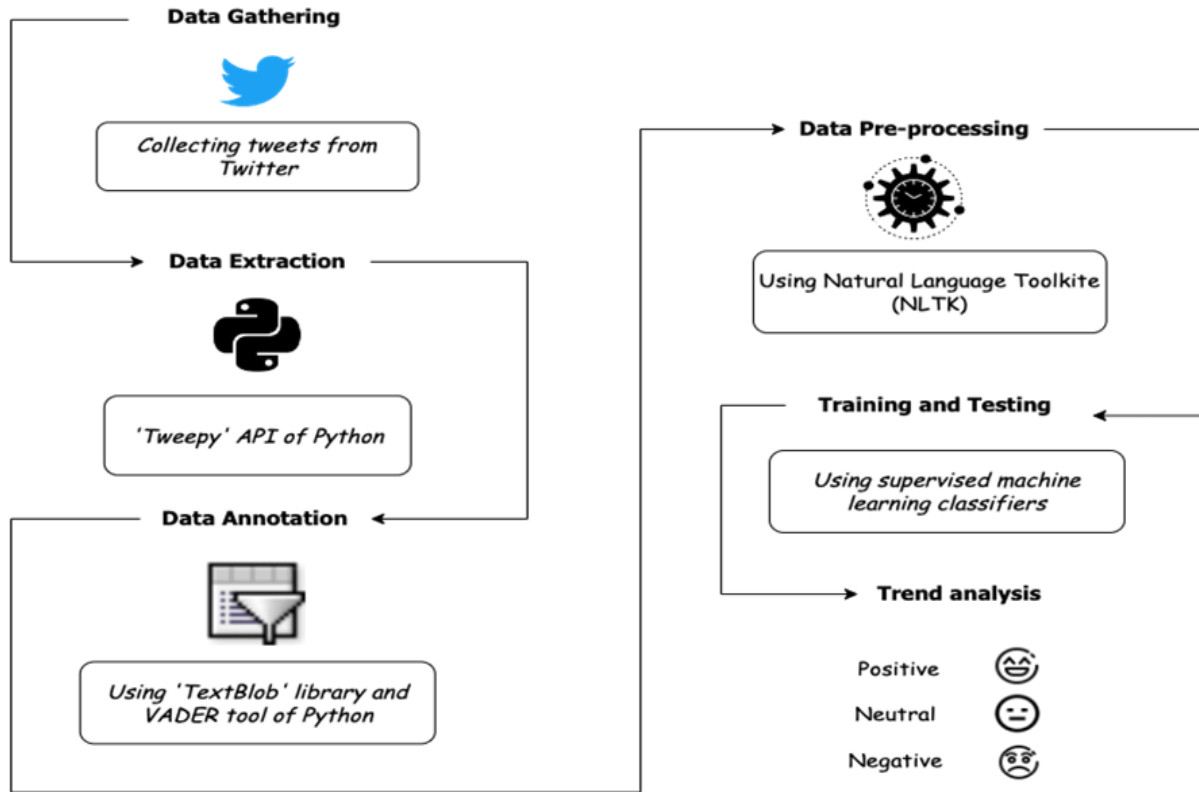 Data Gathering
Collecting tweets from
Twitter
Data Extraction
'Tweepy' API of Python
Data Annotation
Using 'TextBlob' library and
VADER tool of Python
Data Pre-processing
Using Natural Language Toolkite
(NLTK)
Training and Testing
Using supervised machine
learning classifiers
Trend analysis
Positive
Neutral
Negative